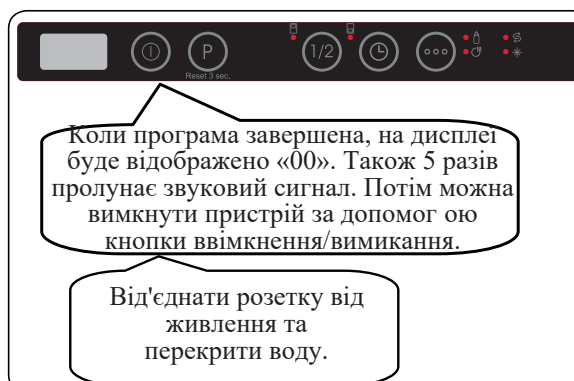 P
1/2
Reset 3 sec.
Коли програма завершена, на дисплеї
буде відображено «00». Також 5 разів
пролунає звуковий сигнал. Потім можна
вимкнути пристрій за допомог ою
кнопки ввімкнення/вимикання.
Від'єднати розетку від
живлення та
перекрити воду.